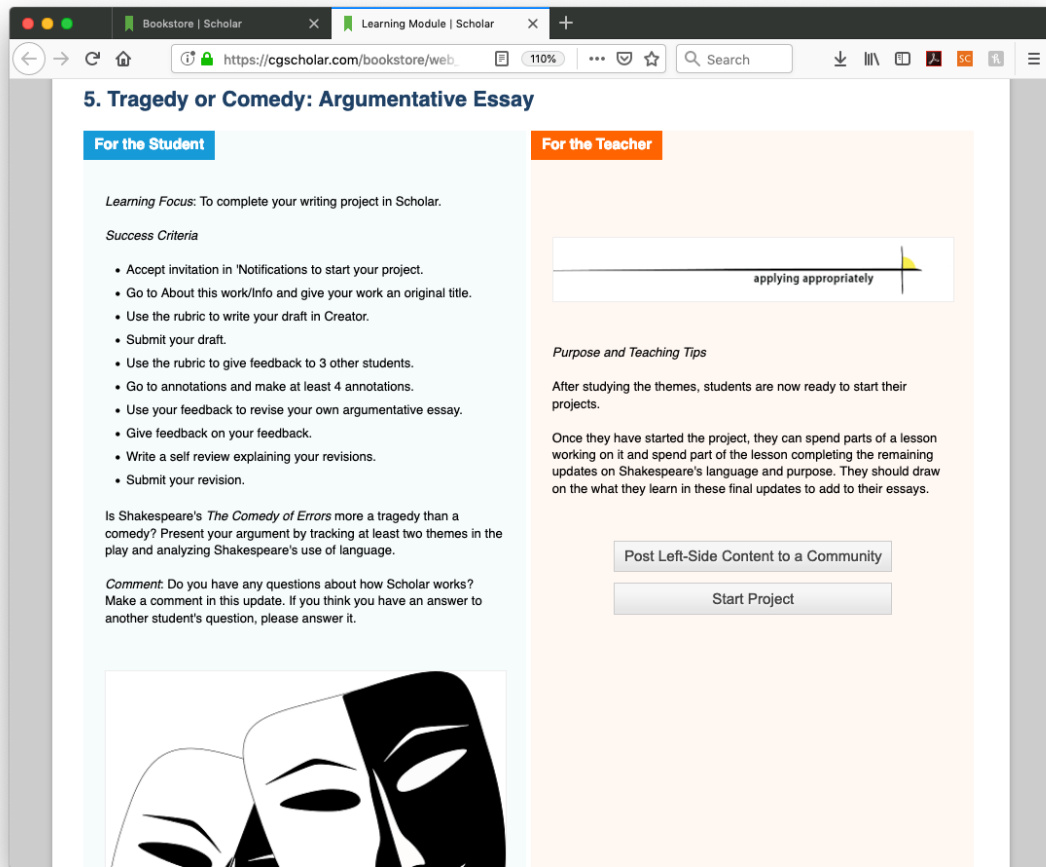 Bookstore | Scholar
Learning Module | Scholar
https://cgscholar.com/bookstore/web_
110%
Search
SC
5. Tragedy or Comedy: Argumentative Essay
For the Student
Learning Focus: To complete your writing project in Scholar.
Success Criteria
• Accept invitation in 'Notifications to start your project.
• Go to About this work/Info and give your work an original title.
• Use the rubric to write your draft in Creator.
• Submit your draft.
• Use the rubric to give feedback to 3 other students.
• Go to annotations and make at least 4 annotations.
• Use your feedback to revise your own argumentative essay.
• Give feedback on your feedback.
• Write a self review explaining your revisions.
• Submit your revision.
Is Shakespeare's The Comedy of Errors more a tragedy than a
comedy? Present your argument by tracking at least two themes in the
play and analyzing Shakespeare's use of language.
Comment: Do you have any questions about how Scholar works?
Make a comment in this update. If you think you have an answer to
another student's question, please answer it.
For the Teacher
applying appropriately
Purpose and Teaching Tips
After studying the themes, students are now ready to start their
projects.
Once they have started the project, they can spend parts of a lesson
working on it and spend part of the lesson completing the remaining
updates on Shakespeare's language and purpose. They should draw
on the what they learn in these final updates to add to their essays.
Post Left-Side Content to a Community
Start Project